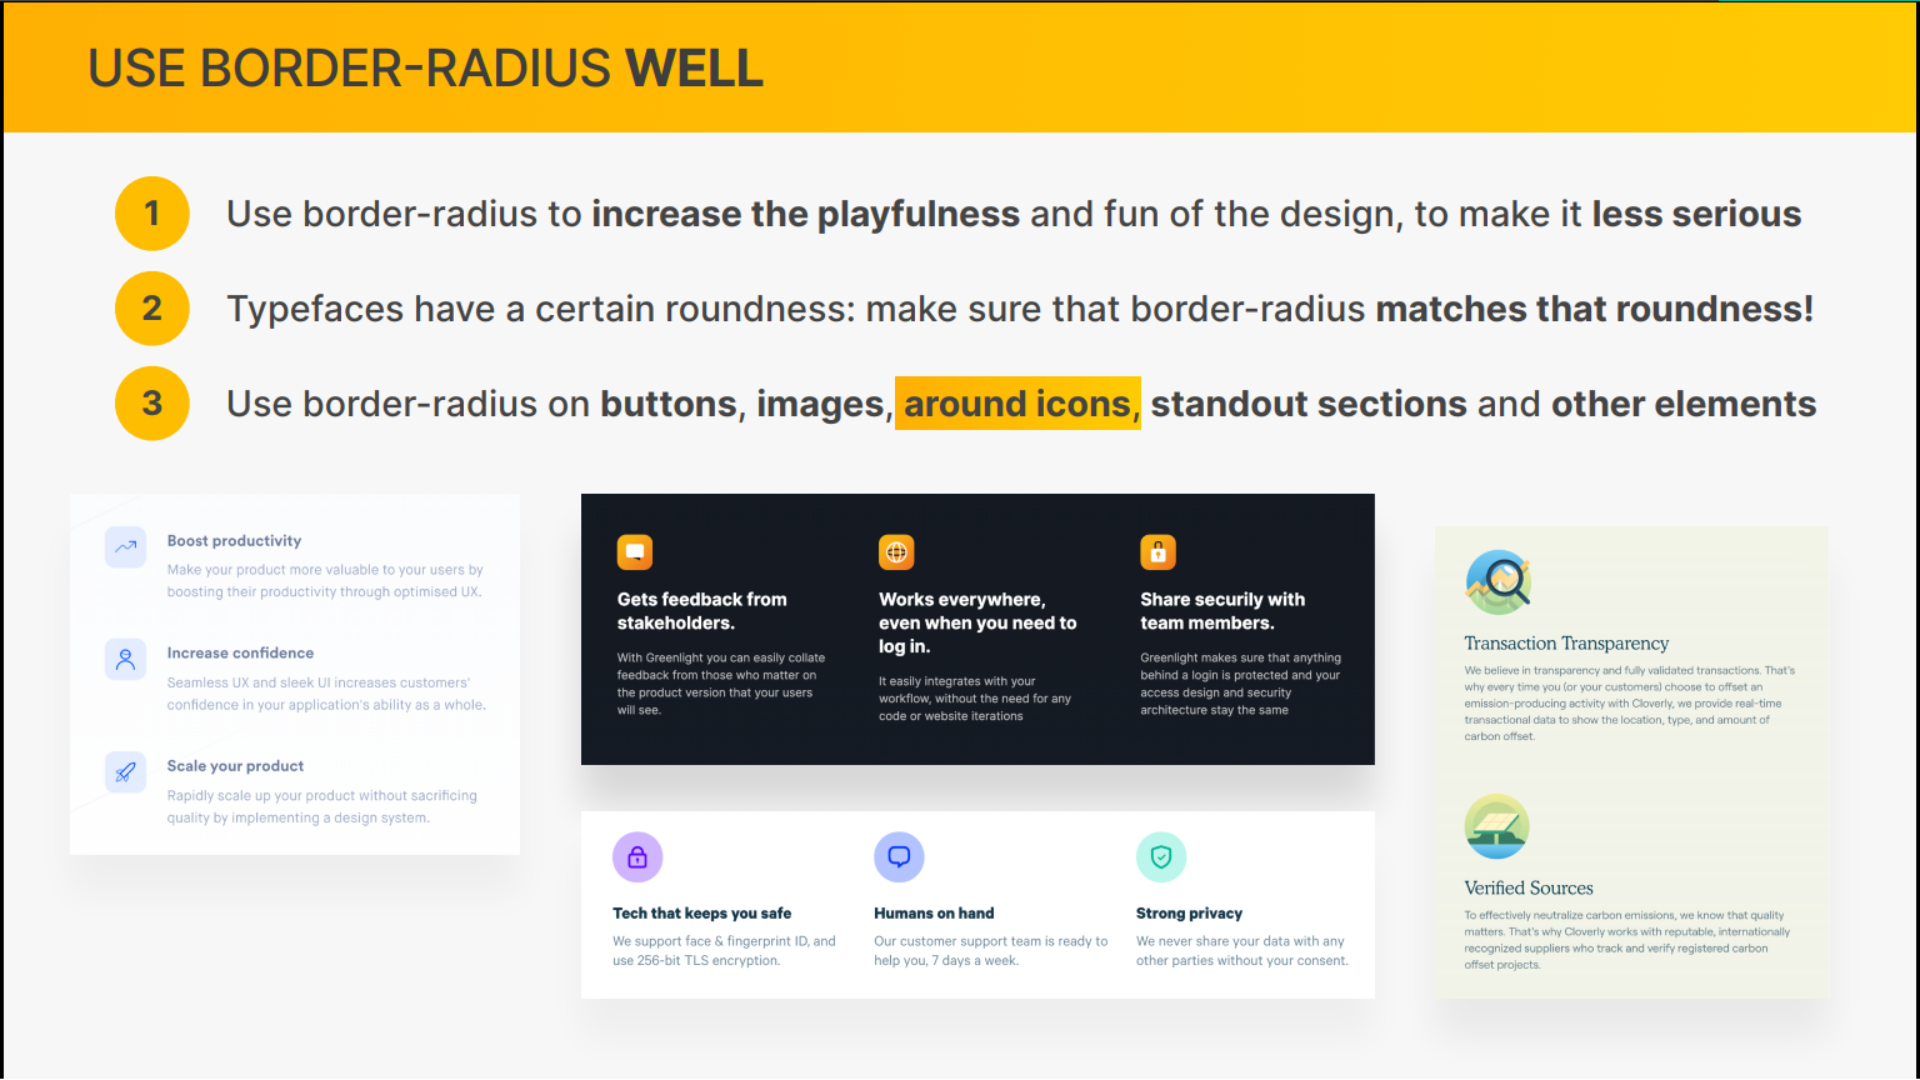 USE BORDER-RADIUS WELL
1
Use border-radius to increase the playfulness and fun of the design, to make it less serious
2
Typefaces have a certain roundness: make sure that border-radius matches that roundness!
3
Use border-radius on buttons, images, around icons, standout sections and other elements
Boost productivity
Make your product more valuable to your users by
boosting their productivity through optimised UX.
Increase confidence
Seamless UX and sleek UI increases customers'
confidence in your application's ability as a whole.
Scale your product
Rapidly scale up your product without sacrificing
quality by implementing a design system.
Gets feedback from
stakeholders.
With Greenlight you can easily collate
feedback from those who matter on
the product version that your users
will see.
Works everywhere,
even when you need to
log in.
It easily integrates with your
workflow, without the need for any
code or website iterations
Share securily with
team members.
Greenlight makes sure that anything
behind a login is protected and your
access design and security
architecture stay the same
Tech that keeps you safe
We support face & fingerprint ID, and
use 256-bit TLS encryption.
Humans on hand
Our customer support team is ready to
help you, 7 days a week.
Strong privacy
We never share your data with any
other parties without your consent.
Transaction Transparency
We believe in transparency and fully validated transactions. That's
why every time you (or your customers) choose to offset an
emission-producing activity with Cloverly, we provide real-time
transactional data to show the location, type, and amount of
carbon offset.
Verified Sources
To effectively neutralize carbon emissions, we know that quality
matters. That's why Cloverly works with reputable, internationally
recognized suppliers who track and verify registered carbon
offset projects.